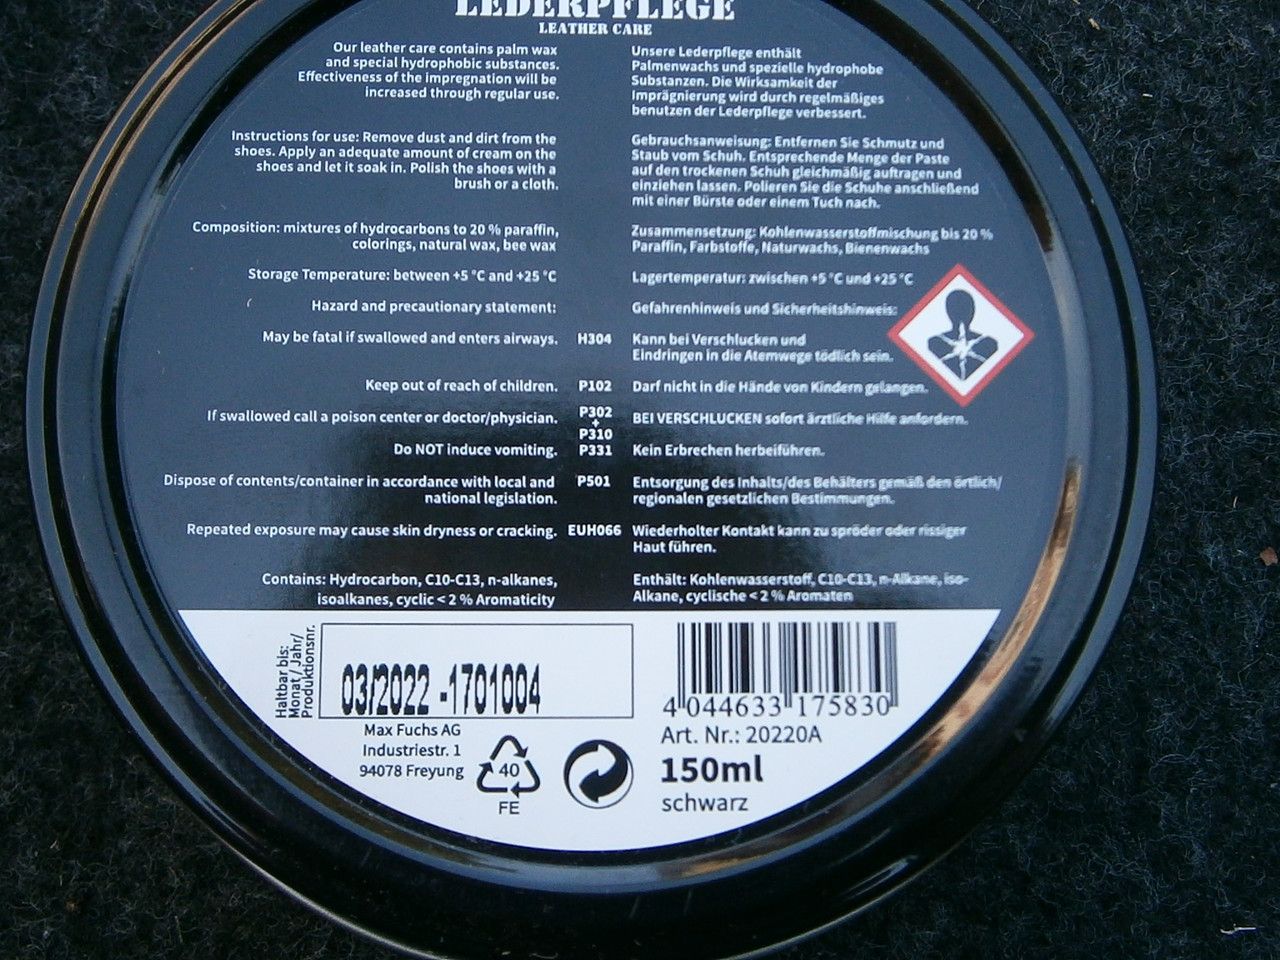 LEDERPFLEGE
LEATHER CARE
Our leather care contains palm wax
and special hydrophobic substances.
Effectiveness of the impregnation will be
increased through regular use.
Unsere Lederpflege enthält
Palmenwachs und spezielle hydrophobe
Substanzen. Die Wirksamkeit der
Imprägnierung wird durch regelmäßiges
benutzen der Lederpflege verbessert.
Instructions for use: Remove dust and dirt from the
shoes. Apply an adequate amount of cream on the
shoes and let it soak in. Polish the shoes with a
brush or a cloth.
Gebrauchsanweisung: Entfernen Sie Schmutz und
Staub vom Schuh. Entsprechende Menge der Paste
auf den trockenen Schuh gleichmäßig auftragen und
einziehen lassen. Polieren Sie die Schuhe anschließend
mit einer Bürste oder einem Tuch nach.
Composition: mixtures of hydrocarbons to 20 % paraffin,
colorings, natural wax, bee wax
Zusammensetzung: Kohlenwasserstoffmischung bis 20 %
Paraffin, Farbstoffe, Naturwachs, Bienenwachs
Storage Temperature: between +5 °C and +25 °C
Lagertemperatur: zwischen +5 °C und +25 °C
Hazard and precautionary statement:
Gefahrenhinweis und Sicherheitshinweis:
May be fatal if swallowed and enters airways.
H304
Kann bei Verschlucken und
Eindringen in die Atemwege tödlich sein.
Keep out of reach of children.
P102
Darf nicht in die Hände von Kindern gelangen.
If swallowed call a poison center or doctor/physician.
P302
+
P310
BEI VERSCHLUCKEN sofort ärztliche Hilfe anfordern.
Do NOT induce vomiting.
P331
Kein Erbrechen herbeiführen.
Dispose of contents/container in accordance with local and
national legislation.
P501
Entsorgung des Inhalts/des Behälters gemäß den örtlich/
regionalen gesetzlichen Bestimmungen.
Repeated exposure may cause skin dryness or cracking.
EUH066
Wiederholter Kontakt kann zu spröder oder rissiger
Haut führen.
Contains: Hydrocarbon, C10-C13, n-alkanes,
isoalkanes, cyclic < 2 % Aromaticity
Enthält: Kohlenwasserstoff, C10-C13, n-Alkane, iso-
Alkane, cyclische < 2 % Aromaten
Haltbar bis:
Monat / Jahr/
Produktionsnr.
03/2022 -1701004
Max Fuchs AG
Industriestr. 1
94078 Freyung
40
FE
4 044633 175830
Art. Nr.: 20220A
150ml
schwarz